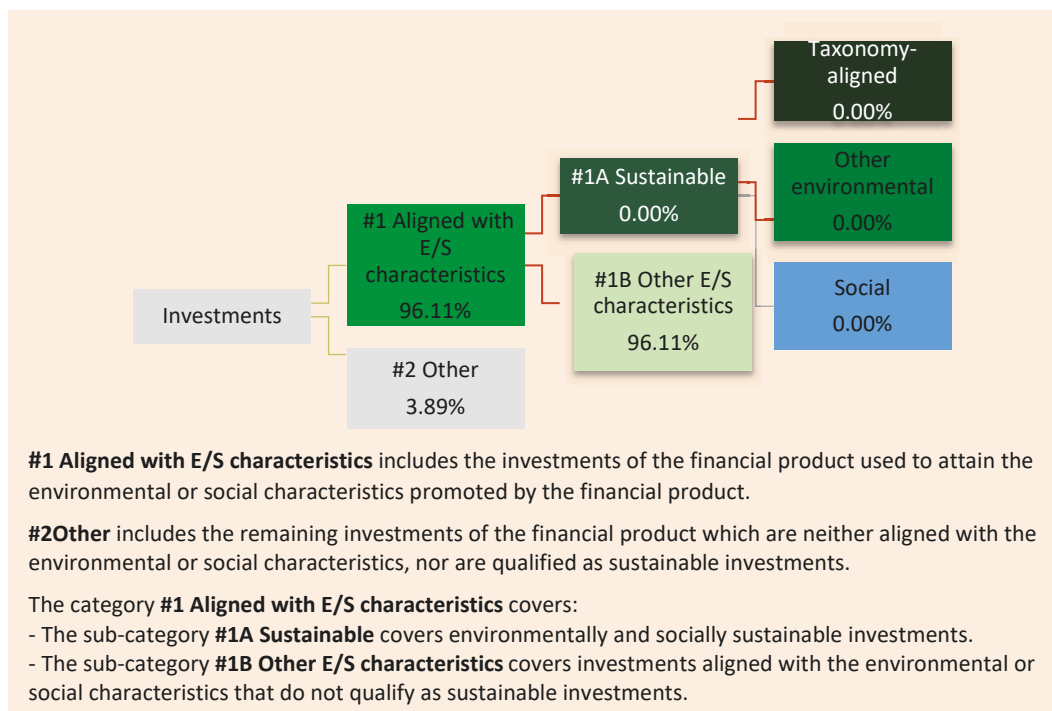 Taxonomy-
aligned
0.00%
#1A Sustainable
0.00%
Other
environmental
0.00%
#1 Aligned with
E/S
characteristics
96.11%
#1B Other E/S
characteristics
96.11%
Social
0.00%
Investments
#2 Other
3.89%
#1 Aligned with E/S characteristics includes the investments of the financial product used to attain the
environmental or social characteristics promoted by the financial product.
#2Other includes the remaining investments of the financial product which are neither aligned with the
environmental or social characteristics, nor are qualified as sustainable investments.
The category #1 Aligned with E/S characteristics covers:
- The sub-category #1A Sustainable covers environmentally and socially sustainable investments.
- The sub-category #1B Other E/S characteristics covers investments aligned with the environmental or
social characteristics that do not qualify as sustainable investments.